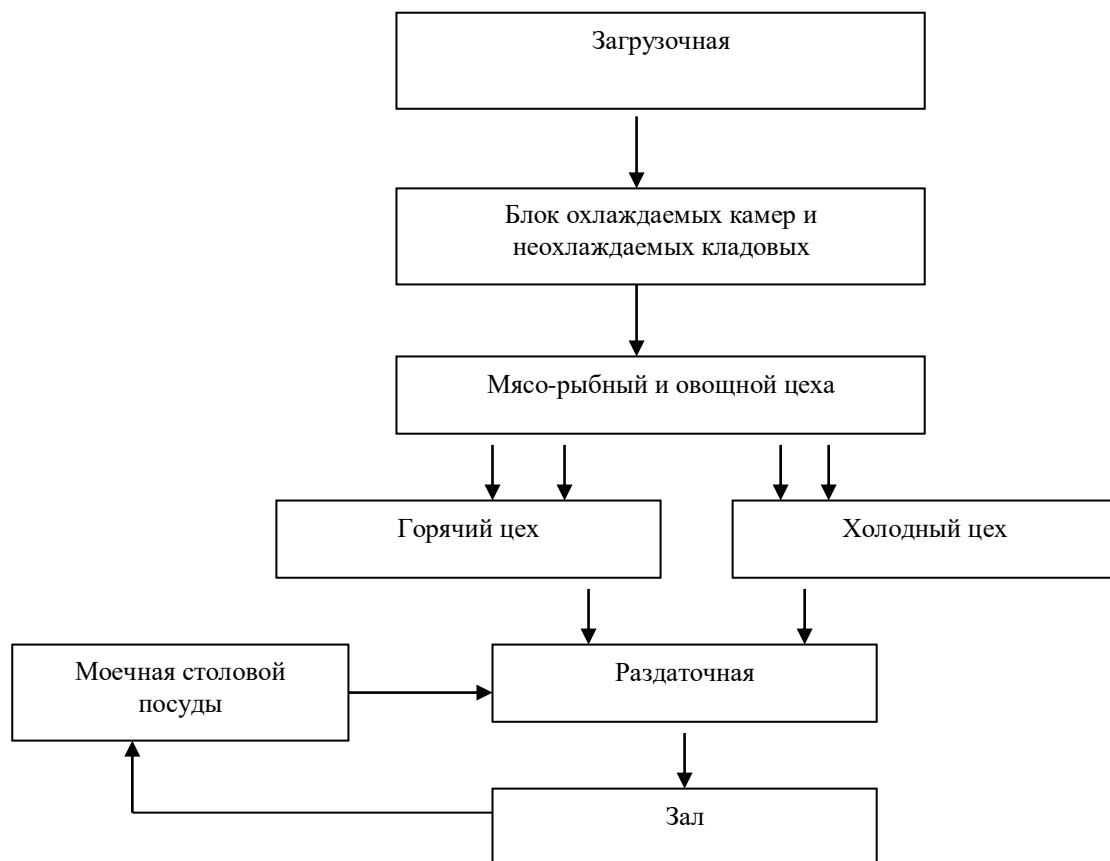 Загрузочная
Блок охлаждаемых камер и
неохлаждаемых кладовых
Мясо-рыбный и овощной цеха
Горячий цех
Холодный цех
Моечная столовой
посуды
Раздаточная
Зал